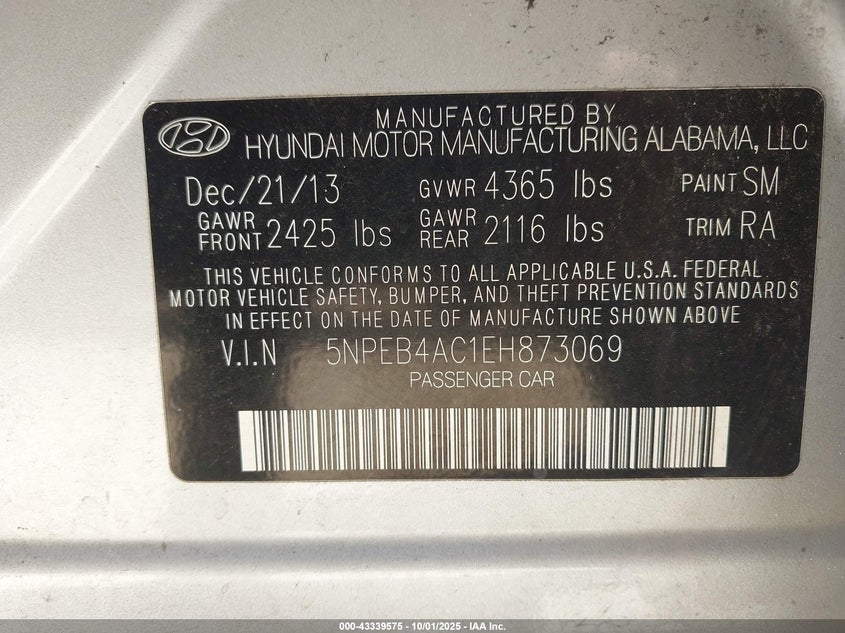 MANUFACTURED BY
HYUNDAI MOTOR MANUFACTURING ALABAMA, LLC
Dec/21/13 GVWR 4365 lbs PAINT SM
GAWR FRONT 2425 lbs GAWR REAR 2116 lbs TRIM RA
THIS VEHICLE CONFORMS TO ALL APPLICABLE U.S.A. FEDERAL
MOTOR VEHICLE SAFETY, BUMPER, AND THEFT PREVENTION STANDARDS
IN EFFECT ON THE DATE OF MANUFACTURE SHOWN ABOVE
V.I.N 5NPEB4AC1EH873069
PASSENGER CAR
000-43339575 - 10/01/2025 - IAA Inc.